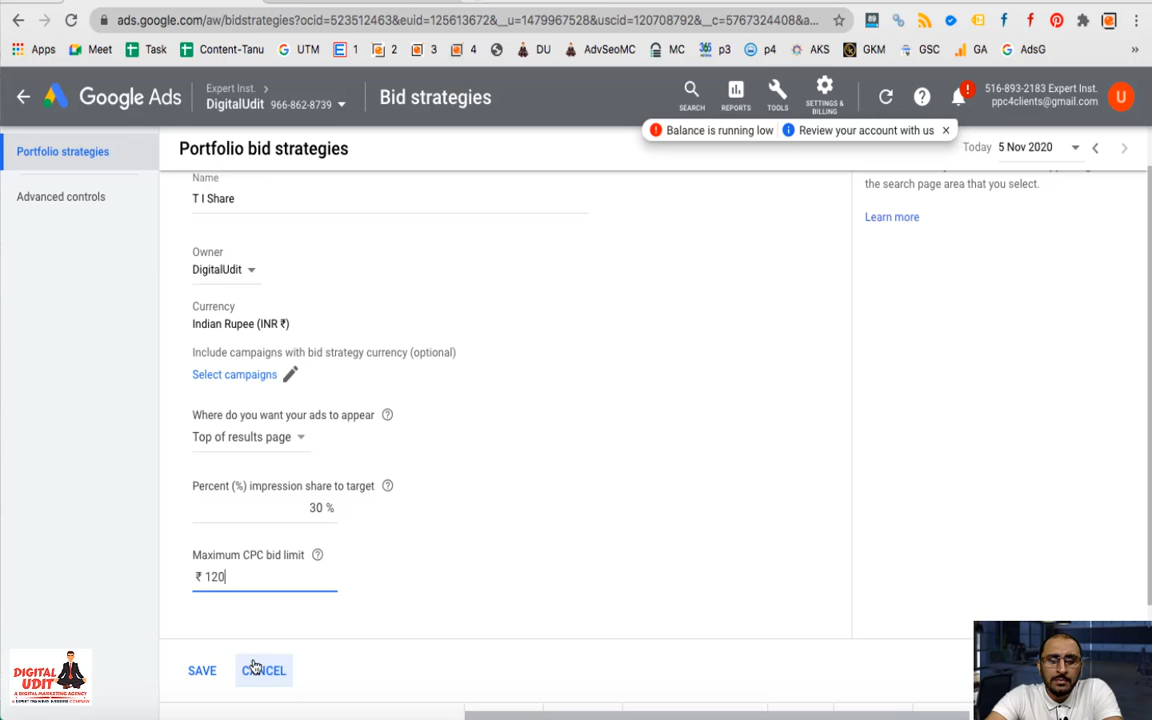 ads.google.com/aw/bidstrategies?ocid=523512463&euid=125613672&__u=1479967528&uscid=120708792&__c=5767324408&a...
Apps Meet Task Content-Tanu UTM 1 2 3 4 DU AdvSeoMC MC p3 p4 AKS GKM GSC GA AdsG »
Google Ads
Expert Inst.
DigitalUdit 966-862-8739
Bid strategies
SEARCH
REPORTS
TOOLS
SETTINGS & BILLING
516-893-2183 Expert Inst.
ppc4clients@gmail.com
U
Balance is running low
Review your account with us
Portfolio strategies
Advanced controls
Portfolio bid strategies
Today 5 Nov 2020
Name
T I Share
the search page area that you select.
Learn more
Owner
DigitalUdit
Currency
Indian Rupee (INR ₹)
Include campaigns with bid strategy currency (optional)
Select campaigns
Where do you want your ads to appear
Top of results page
Percent (%) impression share to target
30 %
Maximum CPC bid limit
₹ 120
SAVE
CANCEL
DIGITAL
UDIT
A DIGITAL MARKETING AGENCY